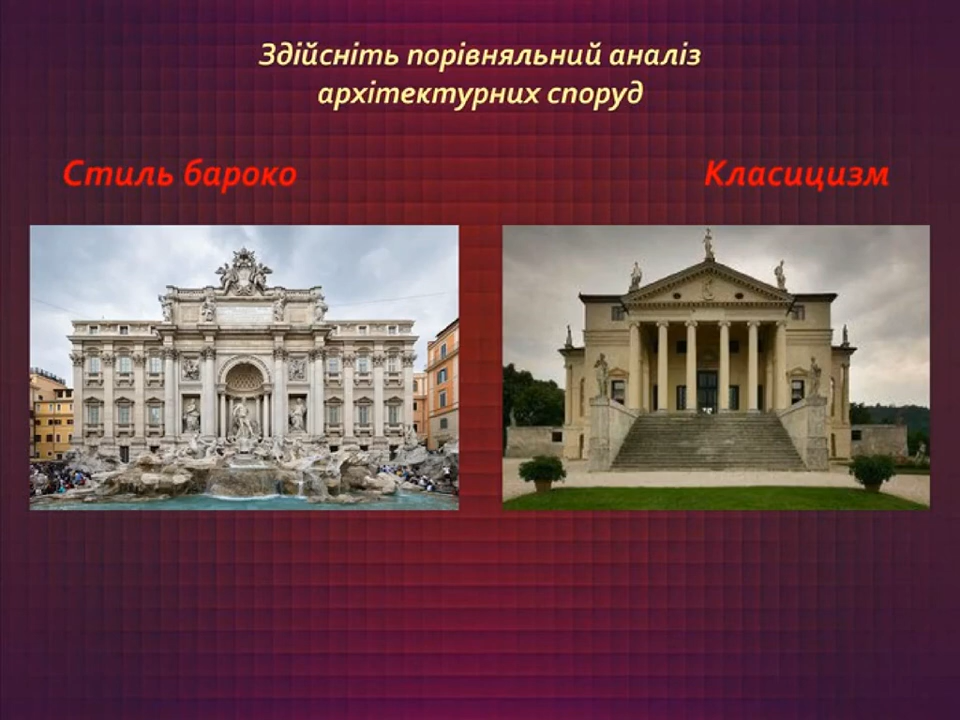 Здійсніть порівняльний аналіз
архітектурних споруд
Стиль бароко
Класицизм